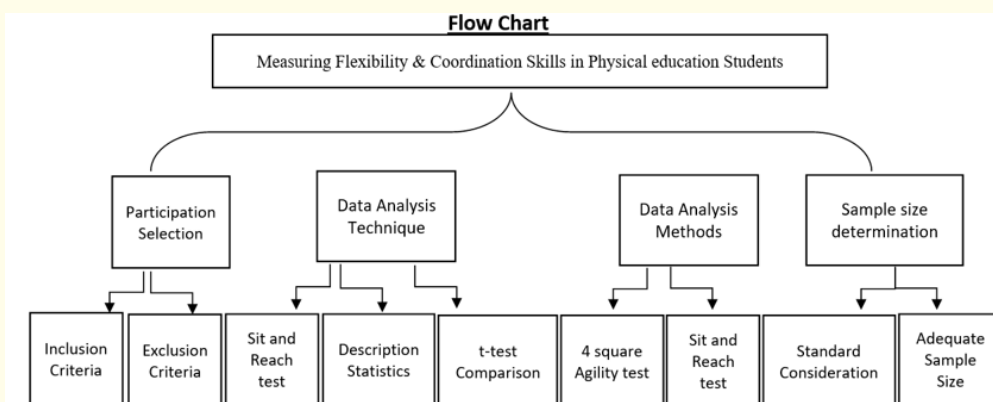 Flow Chart
Measuring Flexibility & Coordination Skills in Physical education Students
Participation
Selection
Data Analysis
Technique
Data Analysis
Methods
Sample size
determination
Inclusion
Criteria
Exclusion
Criteria
Sit and
Reach
test
Description
Statistics
t-test
Comparison
4 square
Agility test
Sit and
Reach
test
Standard
Consideration
Adequate
Sample
Size